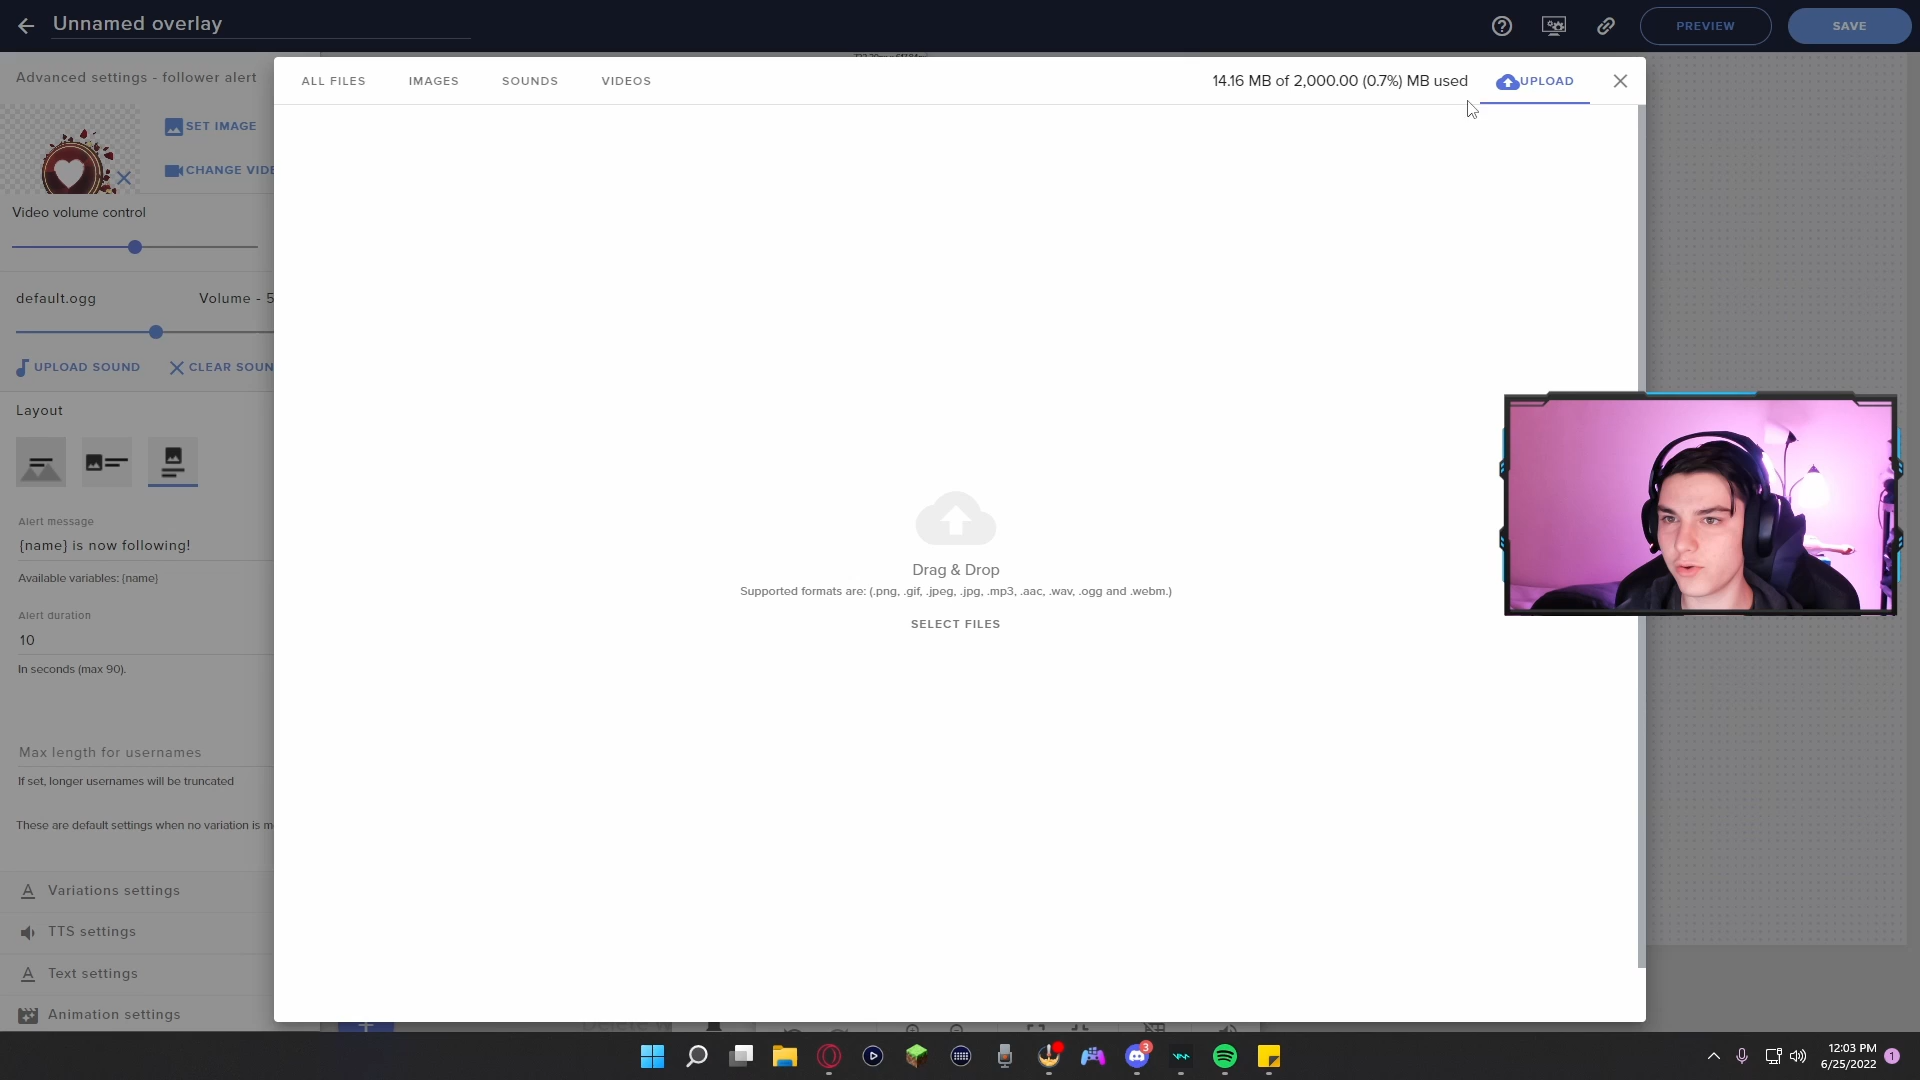 Unnamed overlay
PREVIEW
SAVE
Advanced settings - follower alert
ALL FILES
IMAGES
SOUNDS
VIDEOS
14.16 MB of 2,000.00 (0.7%) MB used
UPLOAD
SET IMAGE
CHANGE VIDE
Video volume control
default.ogg
Volume - 5
UPLOAD SOUND
CLEAR SOUN
Layout
Alert message
{name} is now following!
Available variables: {name}
Alert duration
10
In seconds (max 90).
Drag & Drop
Supported formats are: (.png, .gif, .jpeg, .jpg, .mp3, .aac, .wav, .ogg and .webm.)
SELECT FILES
Max length for usernames
If set, longer usernames will be truncated
These are default settings when no variation is m
Variations settings
TTS settings
Text settings
Animation settings
3
12:03 PM
6/25/2022
1